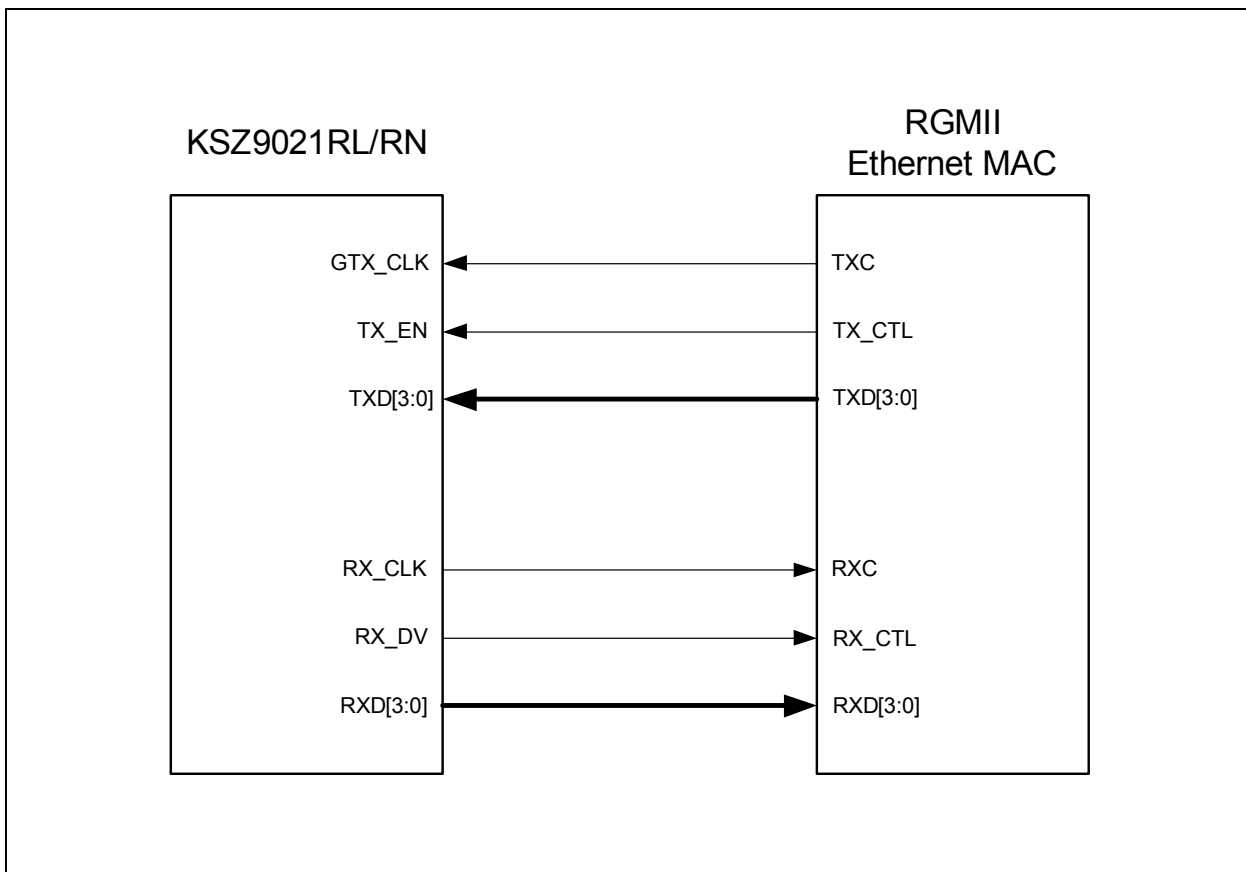 KSZ9021RL/RN
RGMII
Ethernet MAC
GTX_CLK
TXC
TX_EN
TX_CTL
TXD[3:0]
TXD[3:0]
RX_CLK
RXC
RX_DV
RX_CTL
RXD[3:0]
RXD[3:0]